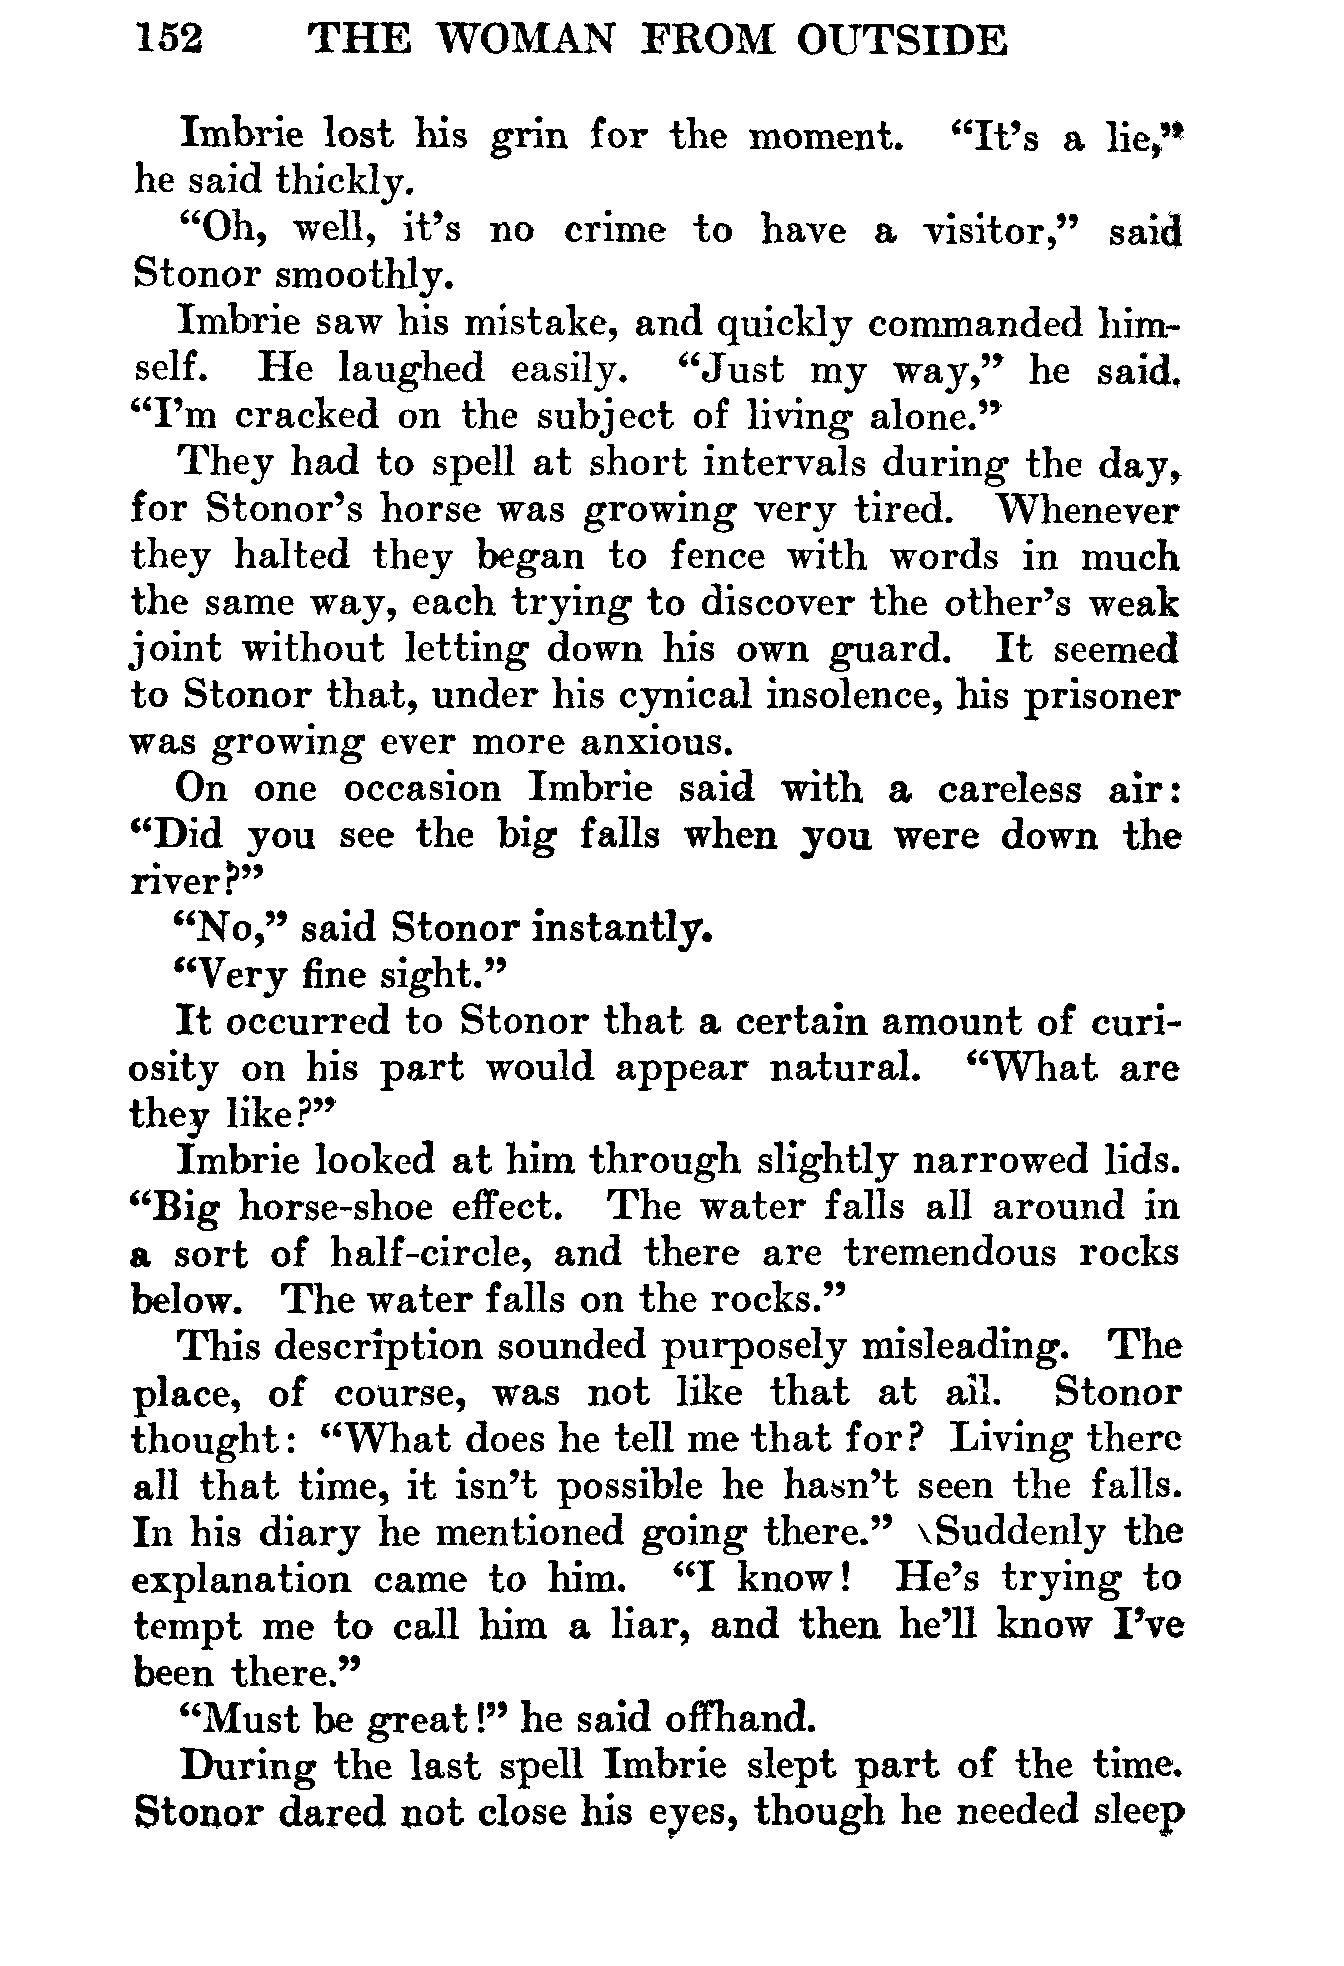 152 THE WOMAN FROM OUTSIDE
Imbrie lost his grin for the moment. “It’s a lie,”
he said thickly.
“Oh, well, it’s no crime to have a visitor,” said
Stonor smoothly.
Imbrie saw his mistake, and quickly commanded him-
self. He laughed easily. “Just my way,” he said.
“I’m cracked on the subject of living alone.”
They had to spell at short intervals during the day,
for Stonor’s horse was growing very tired. Whenever
they halted they began to fence with words in much
the same way, each trying to discover the other’s weak
joint without letting down his own guard. It seemed
to Stonor that, under his cynical insolence, his prisoner
was growing ever more anxious.
On one occasion Imbrie said with a careless air:
“Did you see the big falls when you were down the
river?”
“No,” said Stonor instantly.
“Very fine sight.”
It occurred to Stonor that a certain amount of curi-
osity on his part would appear natural. “What are
they like?”
Imbrie looked at him through slightly narrowed lids.
“Big horse-shoe effect. The water falls all around in
a sort of half-circle, and there are tremendous rocks
below. The water falls on the rocks.”
This description sounded purposely misleading. The
place, of course, was not like that at all. Stonor
thought: “What does he tell me that for? Living there
all that time, it isn’t possible he hasn’t seen the falls.
In his diary he mentioned going there.” Suddenly the
explanation came to him. “I know! He’s trying to
tempt me to call him a liar, and then he’ll know I’ve
been there.”
“Must be great!” he said offhand.
During the last spell Imbrie slept part of the time.
Stonor dared not close his eyes, though he needed sleep